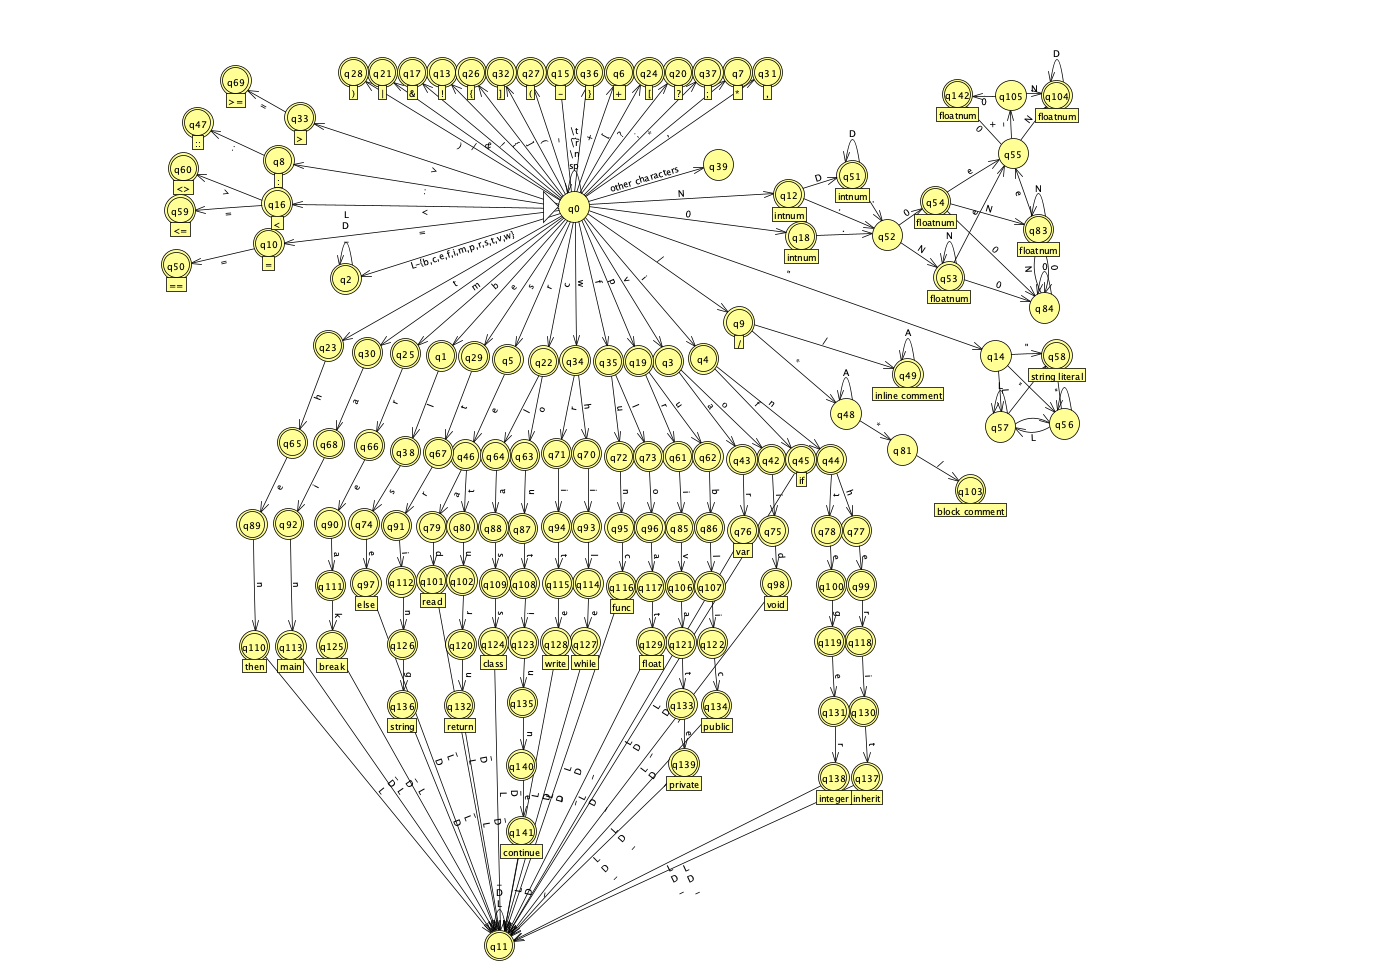 q28 q21 q17 q13 q26 q32 q27 q15 q36 q6 q24 q20 q37 q7 q31
) | & ! { ] ( - } + [ ? ; * ,
q69
>=
=
q33
>
q47
::
:
q8
:
q60
<>
>
q16
<
q59
<=
=
q10
=
q50
==
=
>
:
<
=
\t
\r
\n
sp
q0
other characters
q39
N
0
q12
intnum
D
D
q51
intnum
q18
intnum
.
.
.
q52
0
N
q54
floatnum
q53
floatnum
N
e
e
N
0
0
q55
+ -
0
N
q142
floatnum
0
q105
N
D
q104
floatnum
e
N
q83
floatnum
N
0
0
0
q84
L
D
_
q2
L-{b,c,e,f,i,m,p,r,s,t,v,w}
t m b e s r c w f p v i /
"
q9
/
/
*
A
q49
inline comment
A
q48
*
q81
/
q103
block comment
q14
"
q58
string literal
"
"
L
q57
q56
L
q23 q30 q25 q1 q29 q5 q22 q34 q35 q19 q3 q4
h a r l t e l o r h u l r u a o f n
q65 q68 q66 q38 q67 q46 q64 q63 q71 q70 q72 q73 q61 q62 q43 q42 q45 q44
if
e i e s r a t a n i i n o i b r i t h
q89 q92 q90 q74 q91 q79 q80 q88 q87 q94 q93 q95 q96 q85 q86 q76 q75 q78 q77
var
n n a e i d u s t t l c a v l d e e
q111 q97 q112 q101 q102 q109 q108 q115 q114 q116 q117 q106 q107 q98 q100 q99
else read func void
k n r s i e e t a i g r
q110 q113 q125 q126 q120 q124 q123 q128 q127 q129 q121 q122 q119 q118
then main break class write while float
g u n t c e i
q136 q132 q135 q133 q134 q131 q130
string return public
n e r t
q140 q139 q138 q137
private integer inherit
e
q141
continue
L
D
_
q11